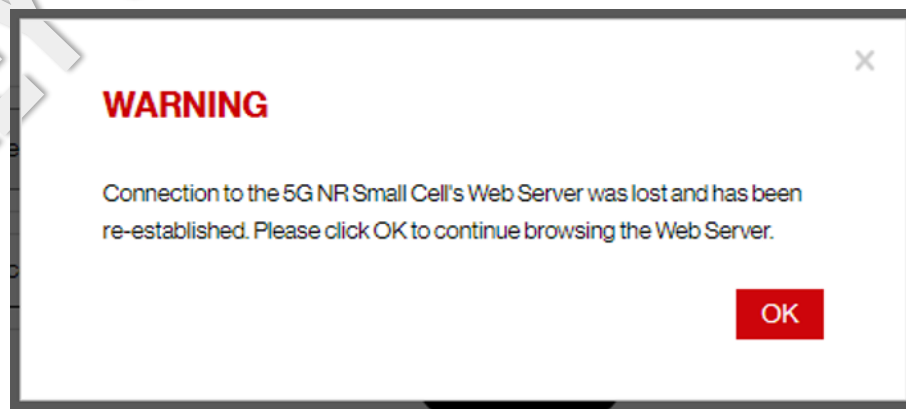 WARNING
Connection to the 5G NR Small Cell's Web Server was lost and has been
re-established. Please click OK to continue browsing the Web Server.
OK